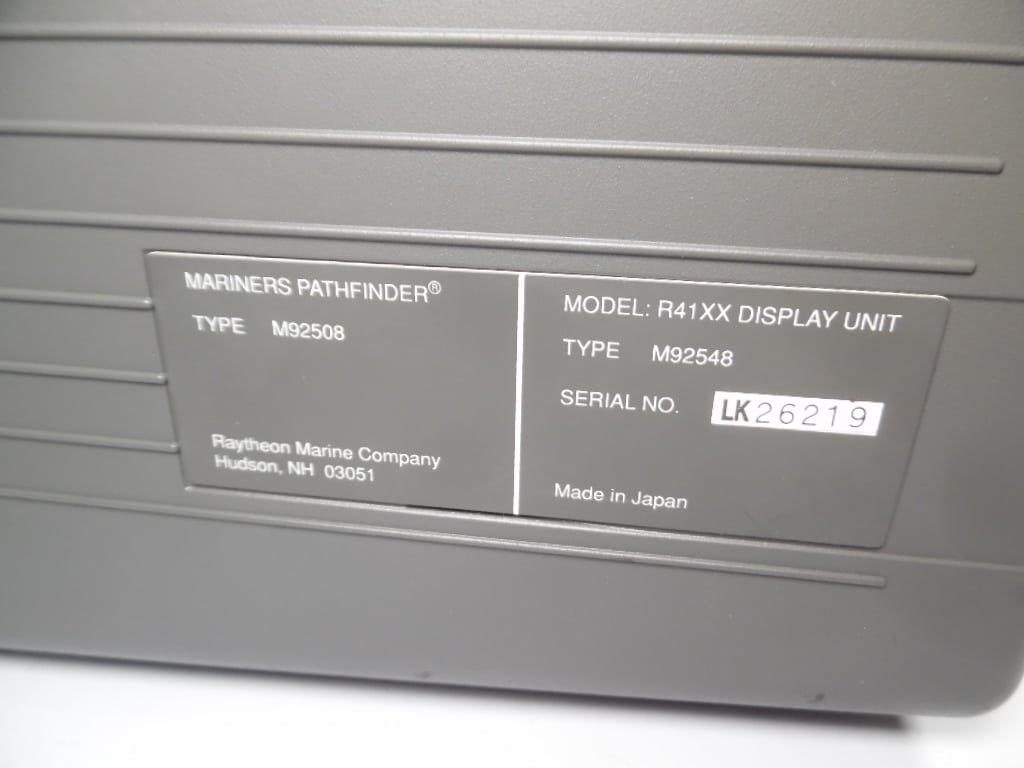 MARINERS PATHFINDER®
TYPE M92508
Raytheon Marine Company
Hudson, NH 03051
MODEL: R41XX DISPLAY UNIT
TYPE M92548
SERIAL NO. LK26219
Made in Japan